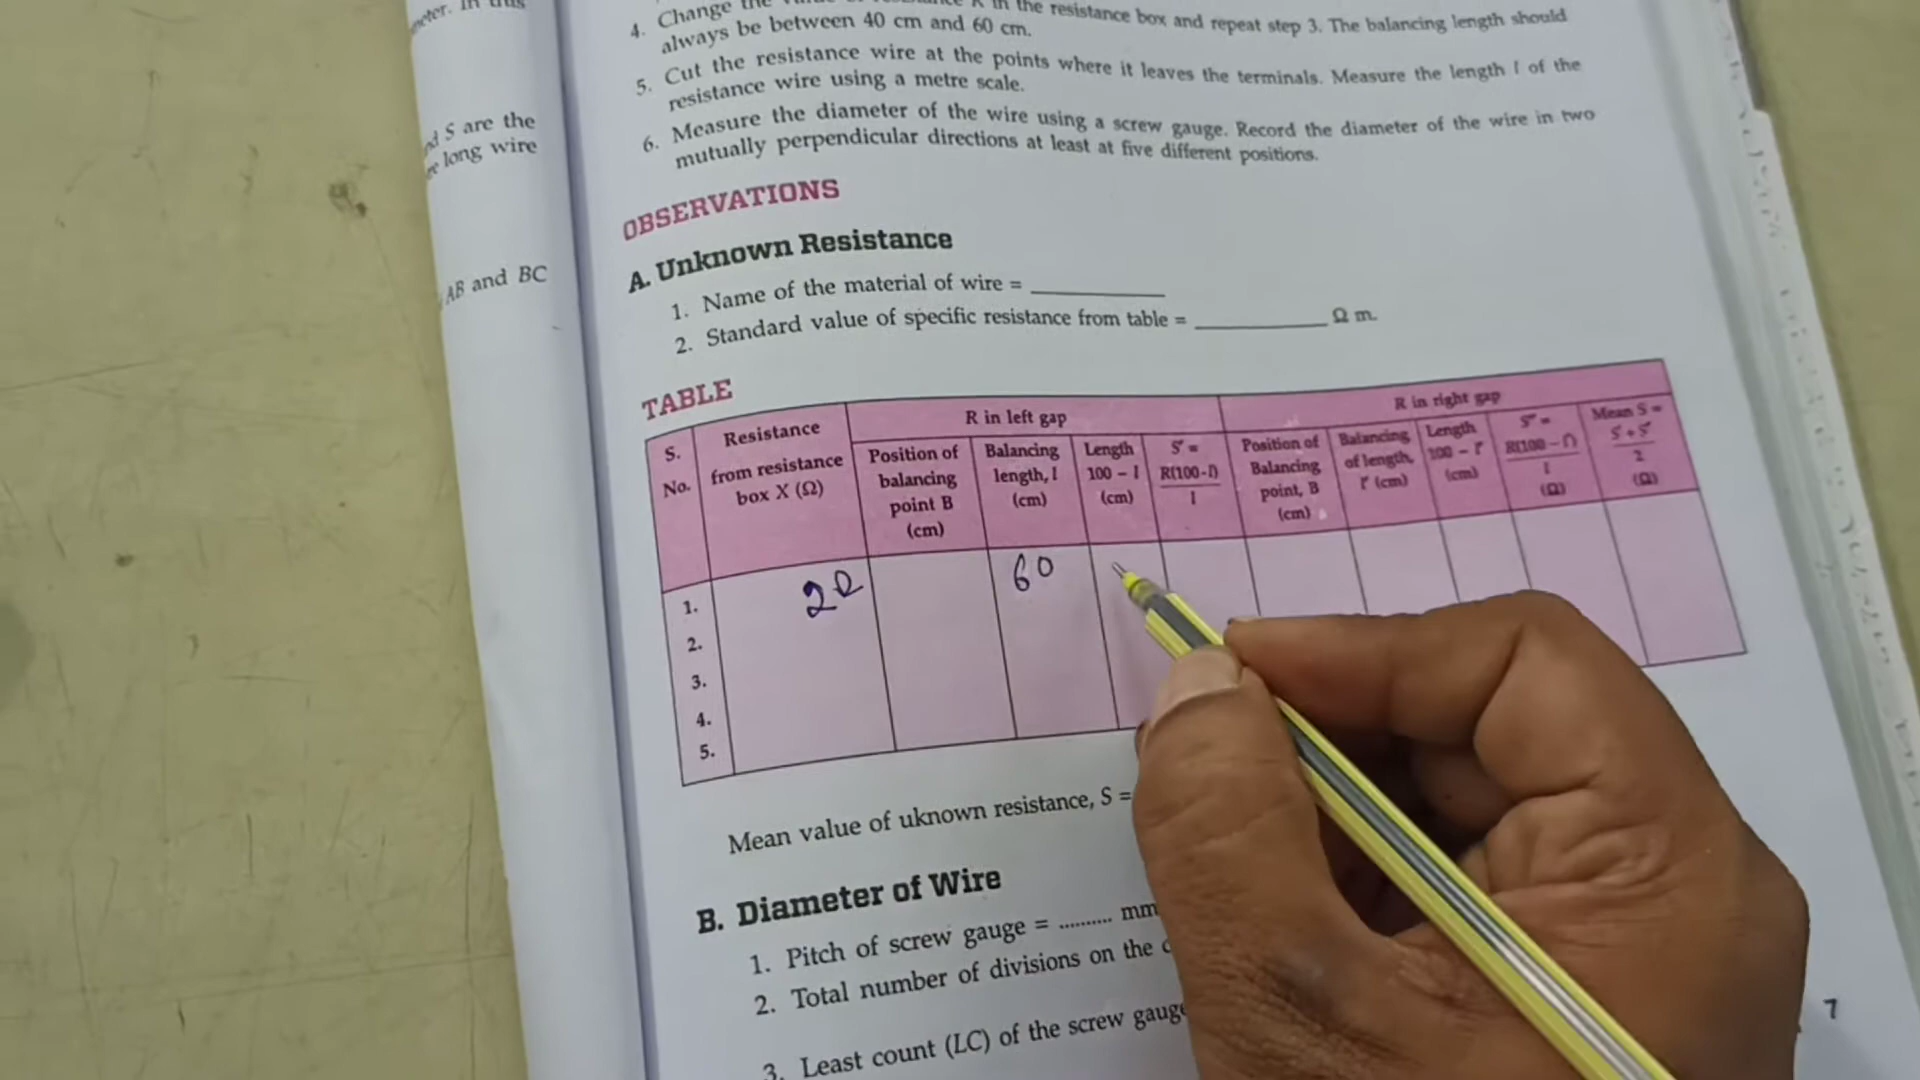 meter. In this
nd S are the
re long wire
AB and BC
4. Change the in the resistance box and repeat step 3. The balancing length should
always be between 40 cm and 60 cm.
5. Cut the resistance wire at the points where it leaves the terminals. Measure the length l of the
resistance wire using a metre scale.
6. Measure the diameter of the wire using a screw gauge. Record the diameter of the wire in two
mutually perpendicular directions at least at five different positions.
OBSERVATIONS
A. Unknown Resistance
1. Name of the material of wire =
2. Standard value of specific resistance from table = Ω m.
TABLE
S. No.
Resistance from resistance box X (Ω)
R in left gap
Position of balancing point B (cm)
Balancing length, l (cm)
Length 100 – l (cm)
S' = R(100-l) / l
R in right gap
Position of Balancing point, B (cm)
Balancing of length, l' (cm)
Length 100 – l' (cm)
S" = R(100 – l') / l (Ω)
Mean S = S' + S" / 2 (Ω)
1. 2Ω 60
2.
3.
4.
5.
Mean value of uknown resistance, S =
B. Diameter of Wire
1. Pitch of screw gauge = .......... mm
2. Total number of divisions on the
3. Least count (LC) of the screw gauge
7